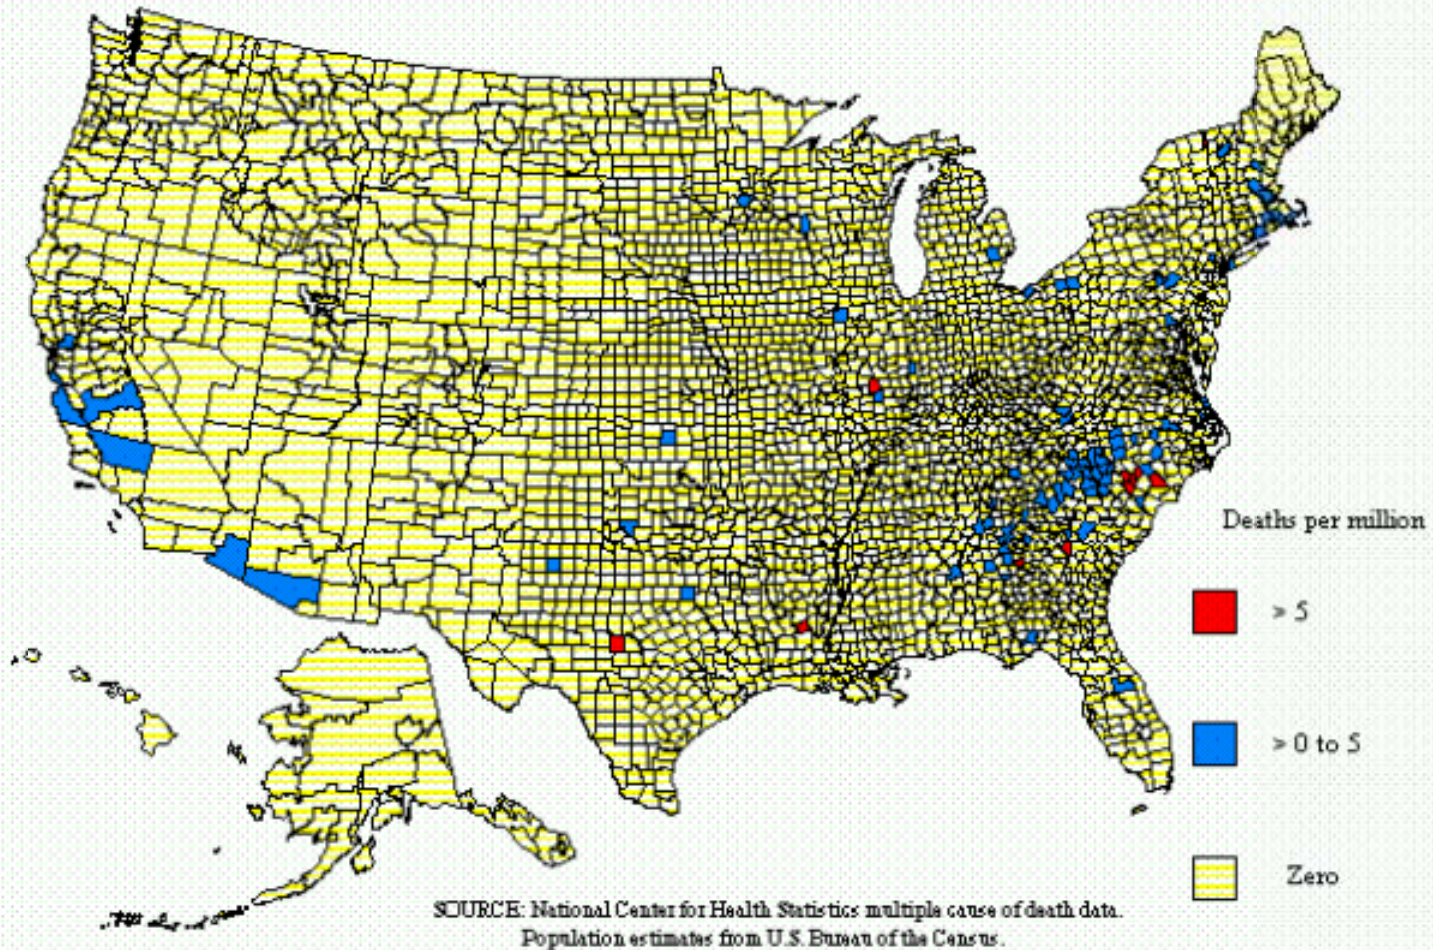 Deaths per million
> 5
> 0 to 5
Zero
SOURCE: National Center for Health Statistics multiple cause of death data.
Population estimates from U.S. Bureau of the Census.